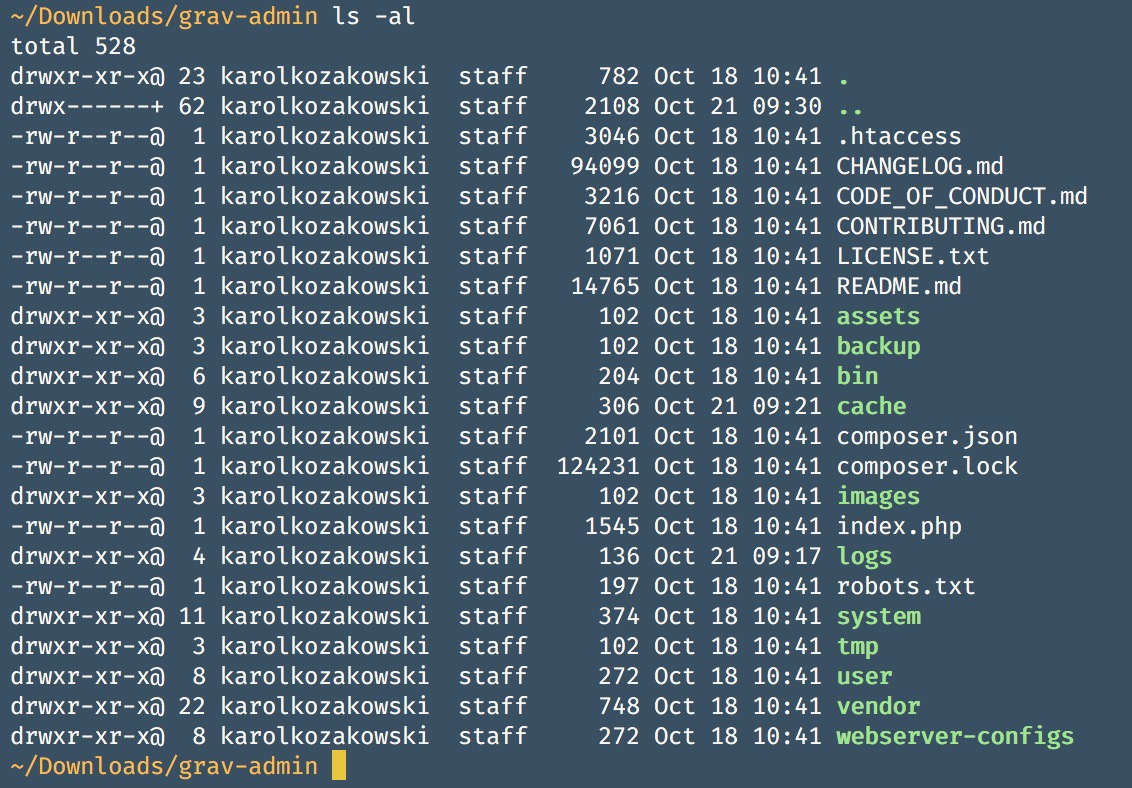 ~/Downloads/grav-admin ls -al
total 528
drwxr-xr-x@ 23 karolkozakowski  staff     782 Oct 18 10:41 .
drwx------+ 62 karolkozakowski  staff    2108 Oct 21 09:30 ..
-rw-r--r--@  1 karolkozakowski  staff    3046 Oct 18 10:41 .htaccess
-rw-r--r--@  1 karolkozakowski  staff   94099 Oct 18 10:41 CHANGELOG.md
-rw-r--r--@  1 karolkozakowski  staff    3216 Oct 18 10:41 CODE_OF_CONDUCT.md
-rw-r--r--@  1 karolkozakowski  staff    7061 Oct 18 10:41 CONTRIBUTING.md
-rw-r--r--@  1 karolkozakowski  staff    1071 Oct 18 10:41 LICENSE.txt
-rw-r--r--@  1 karolkozakowski  staff   14765 Oct 18 10:41 README.md
drwxr-xr-x@  3 karolkozakowski  staff     102 Oct 18 10:41 assets
drwxr-xr-x@  3 karolkozakowski  staff     102 Oct 18 10:41 backup
drwxr-xr-x@  6 karolkozakowski  staff     204 Oct 18 10:41 bin
drwxr-xr-x@  9 karolkozakowski  staff     306 Oct 21 09:21 cache
-rw-r--r--@  1 karolkozakowski  staff    2101 Oct 18 10:41 composer.json
-rw-r--r--@  1 karolkozakowski  staff  124231 Oct 18 10:41 composer.lock
drwxr-xr-x@  3 karolkozakowski  staff     102 Oct 18 10:41 images
-rw-r--r--@  1 karolkozakowski  staff    1545 Oct 18 10:41 index.php
drwxr-xr-x@  4 karolkozakowski  staff     136 Oct 21 09:17 logs
-rw-r--r--@  1 karolkozakowski  staff     197 Oct 18 10:41 robots.txt
drwxr-xr-x@ 11 karolkozakowski  staff     374 Oct 18 10:41 system
drwxr-xr-x@  3 karolkozakowski  staff     102 Oct 18 10:41 tmp
drwxr-xr-x@  8 karolkozakowski  staff     272 Oct 18 10:41 user
drwxr-xr-x@ 22 karolkozakowski  staff     748 Oct 18 10:41 vendor
drwxr-xr-x@  8 karolkozakowski  staff     272 Oct 18 10:41 webserver-configs
~/Downloads/grav-admin